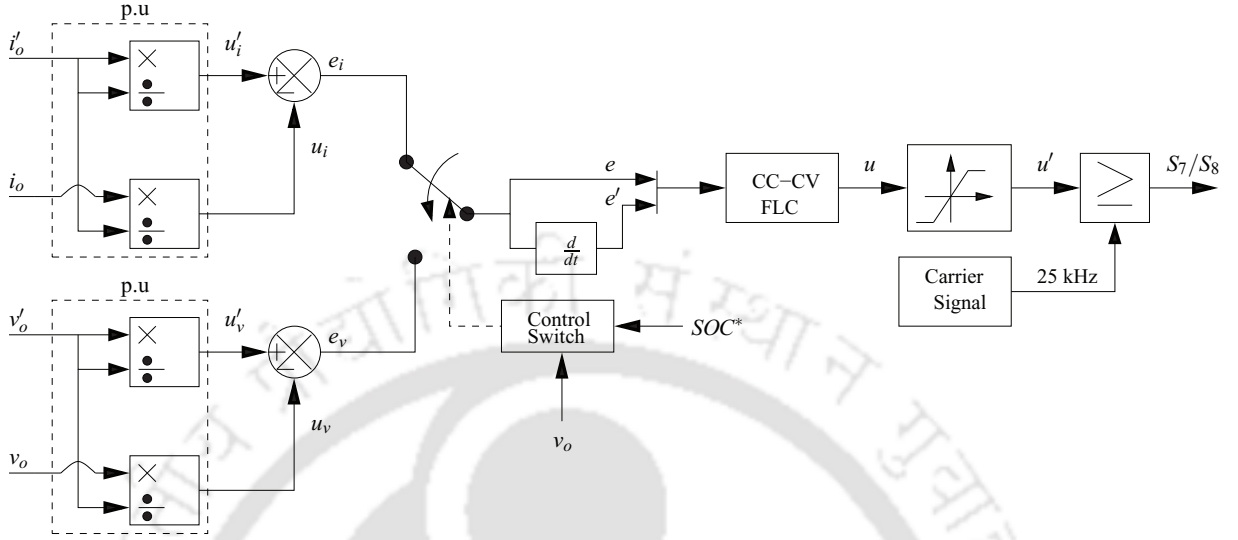 p.u
i'ₒ
×
÷
u'ᵢ
+
−
eᵢ
uᵢ
iₒ
×
÷
p.u
v'ₒ
×
÷
u'ᵥ
+
−
eᵥ
uᵥ
vₒ
×
÷
e
e'
d/dt
CC−CV
FLC
u
u'
≥
S₇/S₈
Carrier
Signal
25 kHz
Control
Switch
SOC*
vₒ